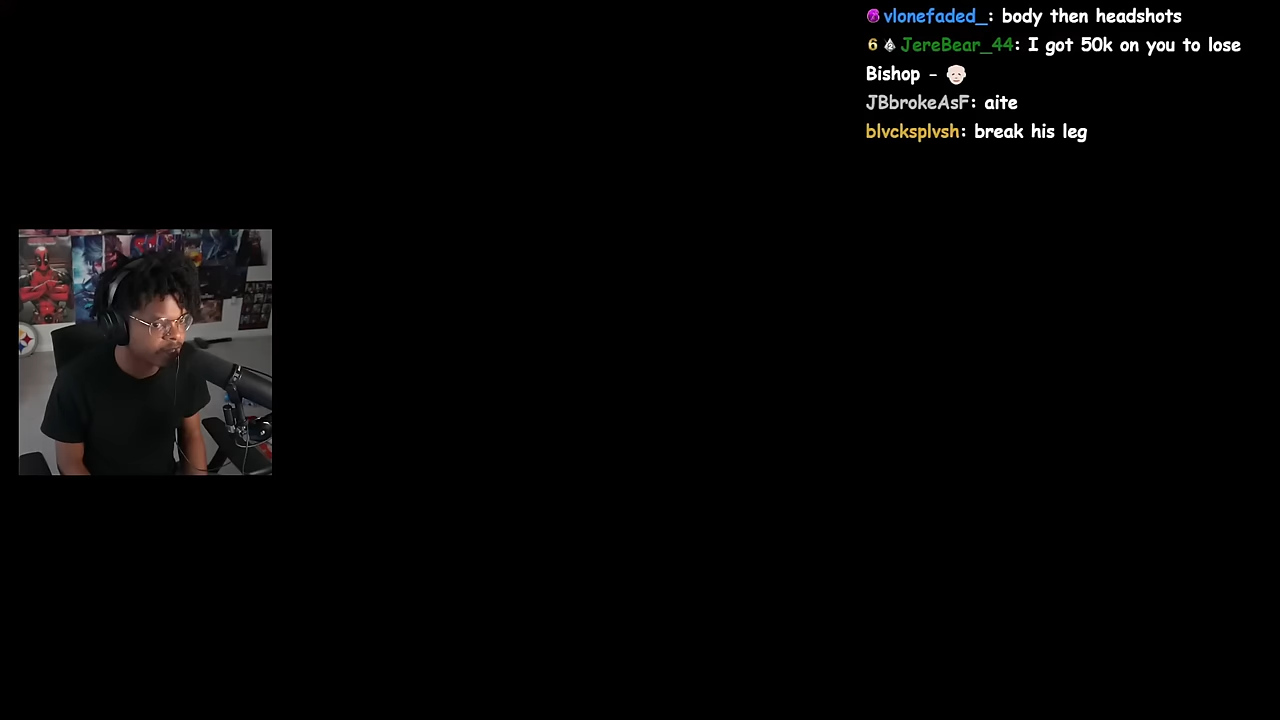 vlonefaded_: body then headshots
6 JereBear_44: I got 50k on you to lose
Bishop -
JBbrokeAsF: aite
blvcksplvsh: break his leg